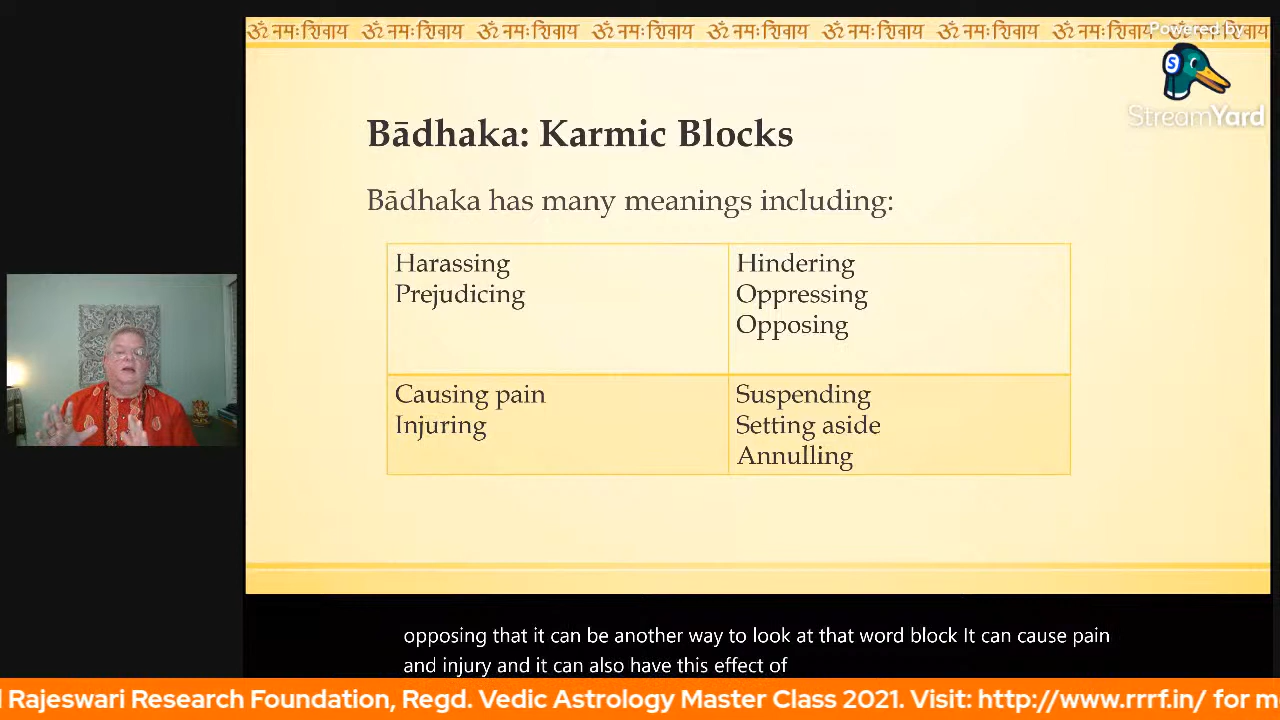 ॐ नमः शिवाय ॐ नमः शिवाय ॐ नमः शिवाय ॐ नमः शिवाय ॐ नमः शिवाय ॐ नमः शिवाय ॐ नमः शिवाय ॐ नमः शिवाय ॐ नमःशिवाय
Powered by
S
StreamYard
Bādhaka: Karmic Blocks
Bādhaka has many meanings including:
Harassing
Prejudicing
Hindering
Oppressing
Opposing
Causing pain
Injuring
Suspending
Setting aside
Annulling
opposing that it can be another way to look at that word block It can cause pain
and injury and it can also have this effect of
Rajeswari Research Foundation, Regd. Vedic Astrology Master Class 2021. Visit: http://www.rrrf.in/ for